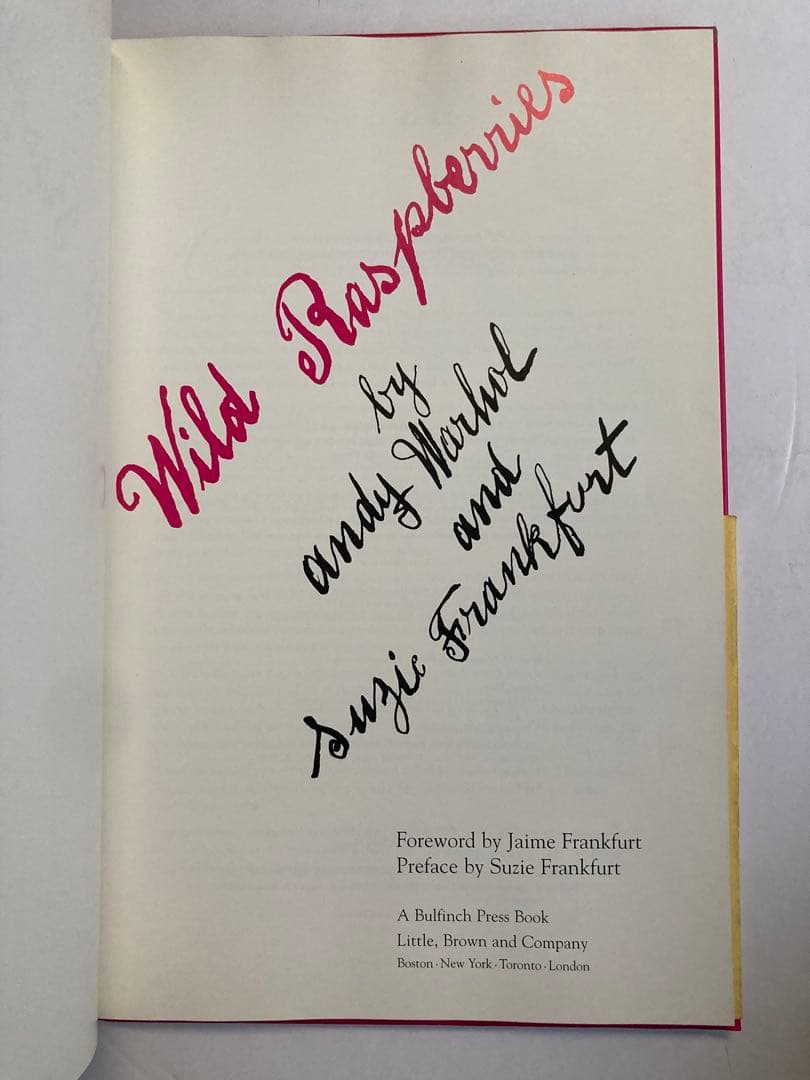 Wild Raspberries
by
andy Warhol
and
suzie Frankfurt
Foreword by Jaime Frankfurt
Preface by Suzie Frankfurt
A Bulfinch Press Book
Little, Brown and Company
Boston · New York · Toronto · London